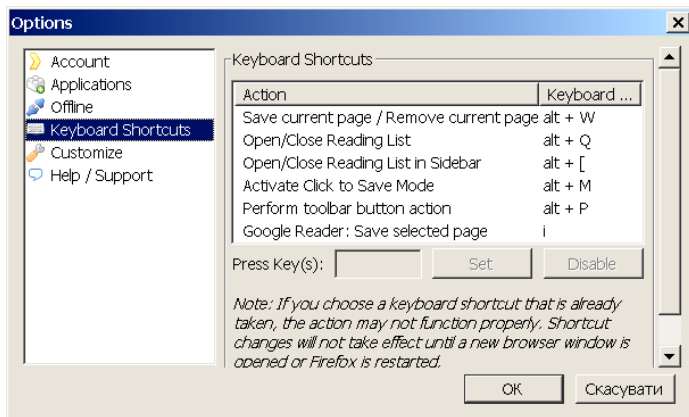 Options
Account
Applications
Offline
Keyboard Shortcuts
Customize
Help / Support
Keyboard Shortcuts
Action Keyboard ...
Save current page / Remove current page alt + W
Open/Close Reading List alt + Q
Open/Close Reading List in Sidebar alt + [
Activate Click to Save Mode alt + M
Perform toolbar button action alt + P
Google Reader: Save selected page i
Press Key(s): Set Disable
Note: If you choose a keyboard shortcut that is already
taken, the action may not function properly. Shortcut
changes will not take effect until a new browser window is
opened or Firefox is restarted.
OK Скасувати